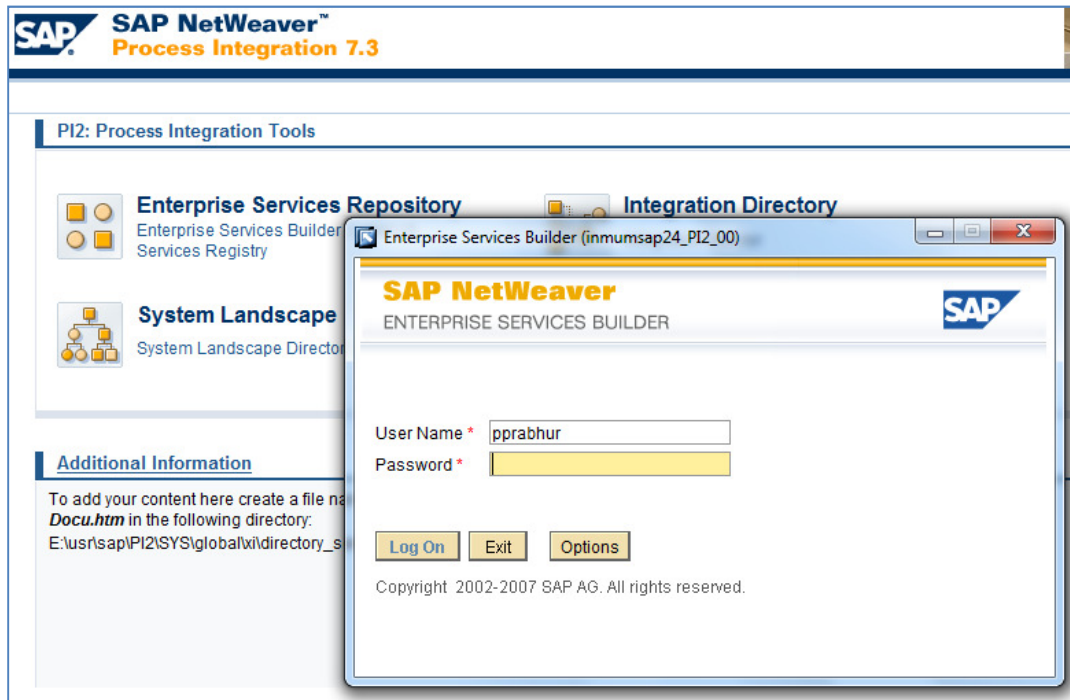 SAP SAP NetWeaver™
Process Integration 7.3
PI2: Process Integration Tools
Enterprise Services Repository
Enterprise Services Builder
Services Registry
Integration Directory
System Landscape
System Landscape Director
Additional Information
To add your content here create a file na
Docu.htm in the following directory:
E:\usr\sap\PI2\SYS\global\xi\directory_s
Enterprise Services Builder (inmumsap24_PI2_00)
SAP NetWeaver
ENTERPRISE SERVICES BUILDER
SAP
User Name * pprabhur
Password *
Log On Exit Options
Copyright 2002-2007 SAP AG. All rights reserved.